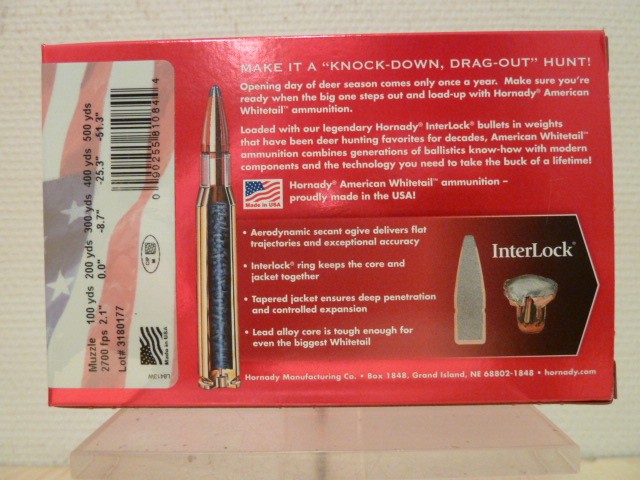 MAKE IT A "KNOCK-DOWN, DRAG-OUT" HUNT!
Opening day of deer season comes only once a year. Make sure you're
ready when the big one steps out and load-up with Hornady® American
Whitetail™ ammunition.
Loaded with our legendary Hornady® InterLock® bullets in weights
that have been deer hunting favorites for decades, American Whitetail™
ammunition combines generations of ballistics know-how with modern
components and the technology you need to take the buck of a lifetime!
Made in USA
Hornady® American Whitetail™ ammunition –
proudly made in the USA!
• Aerodynamic secant ogive delivers flat
trajectories and exceptional accuracy
• Interlock® ring keeps the core and
jacket together
• Tapered jacket ensures deep penetration
and controlled expansion
• Lead alloy core is tough enough for
even the biggest Whitetail
InterLock®
Hornady Manufacturing Co. • Box 1848, Grand Island, NE 68802-1848 • hornady.com
Muzzle 100 yds 200 yds 300 yds 400 yds 500 yds
2700 fps 2.1" 0.0" -8.7" -25.3" -51.3"
Lot# 3180177
0 90255 81084 4
Made in USA